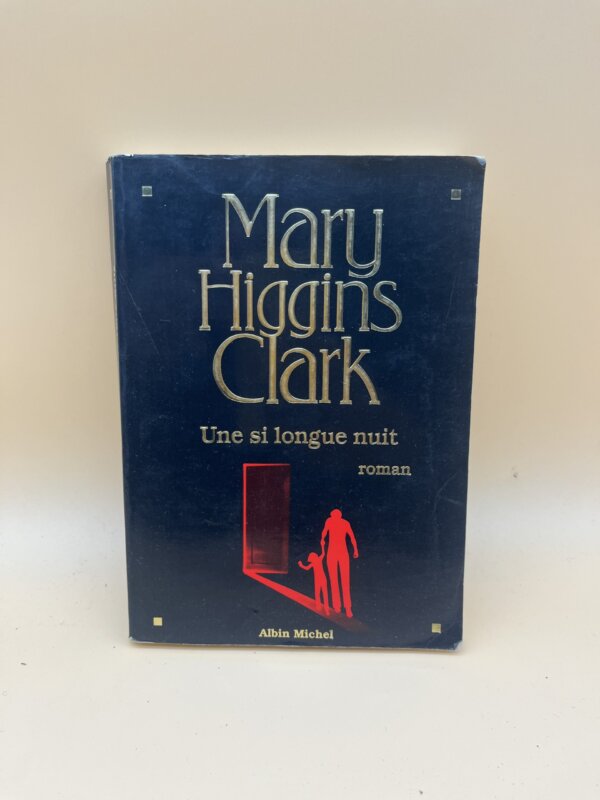 Mary
Higgins
Clark
Une si longue nuit
roman
Albin Michel